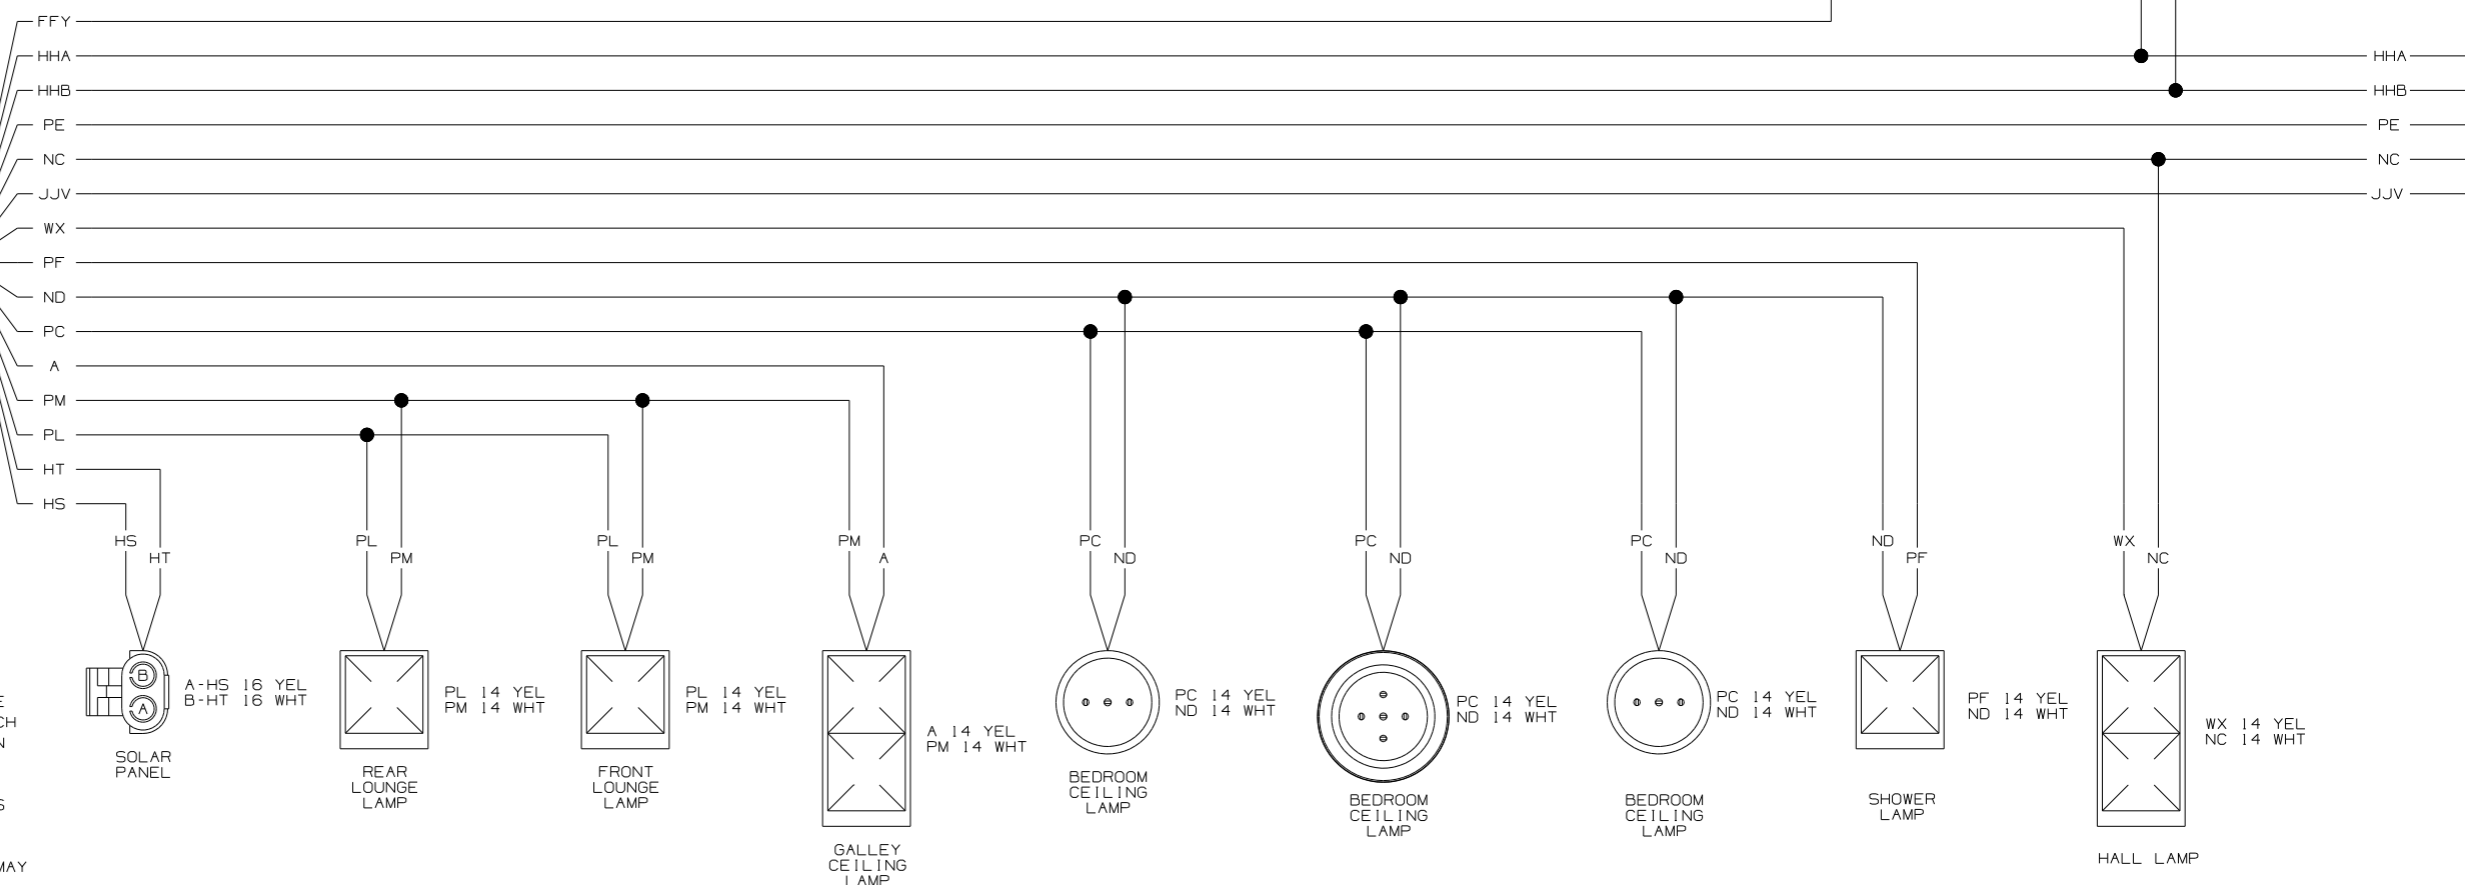 FFY
HHA HHA
HHB HHB
PE PE
NC NC
JJV JJV
WX
PF
ND
PC
A
PM
PL
HT
HS
HS PL PL PM PC PC PC ND WX
HT PM PM A ND ND ND PF NC
B
A
A-HS 16 YEL
B-HT 16 WHT
SOLAR
PANEL
PL 14 YEL
PM 14 WHT
REAR
LOUNGE
LAMP
PL 14 YEL
PM 14 WHT
FRONT
LOUNGE
LAMP
A 14 YEL
PM 14 WHT
GALLEY
CEILING
LAMP
PC 14 YEL
ND 14 WHT
BEDROOM
CEILING
LAMP
PC 14 YEL
ND 14 WHT
BEDROOM
CEILING
LAMP
PC 14 YEL
ND 14 WHT
BEDROOM
CEILING
LAMP
PF 14 YEL
ND 14 WHT
SHOWER
LAMP
WX 14 YEL
NC 14 WHT
HALL LAMP
CH
MAY